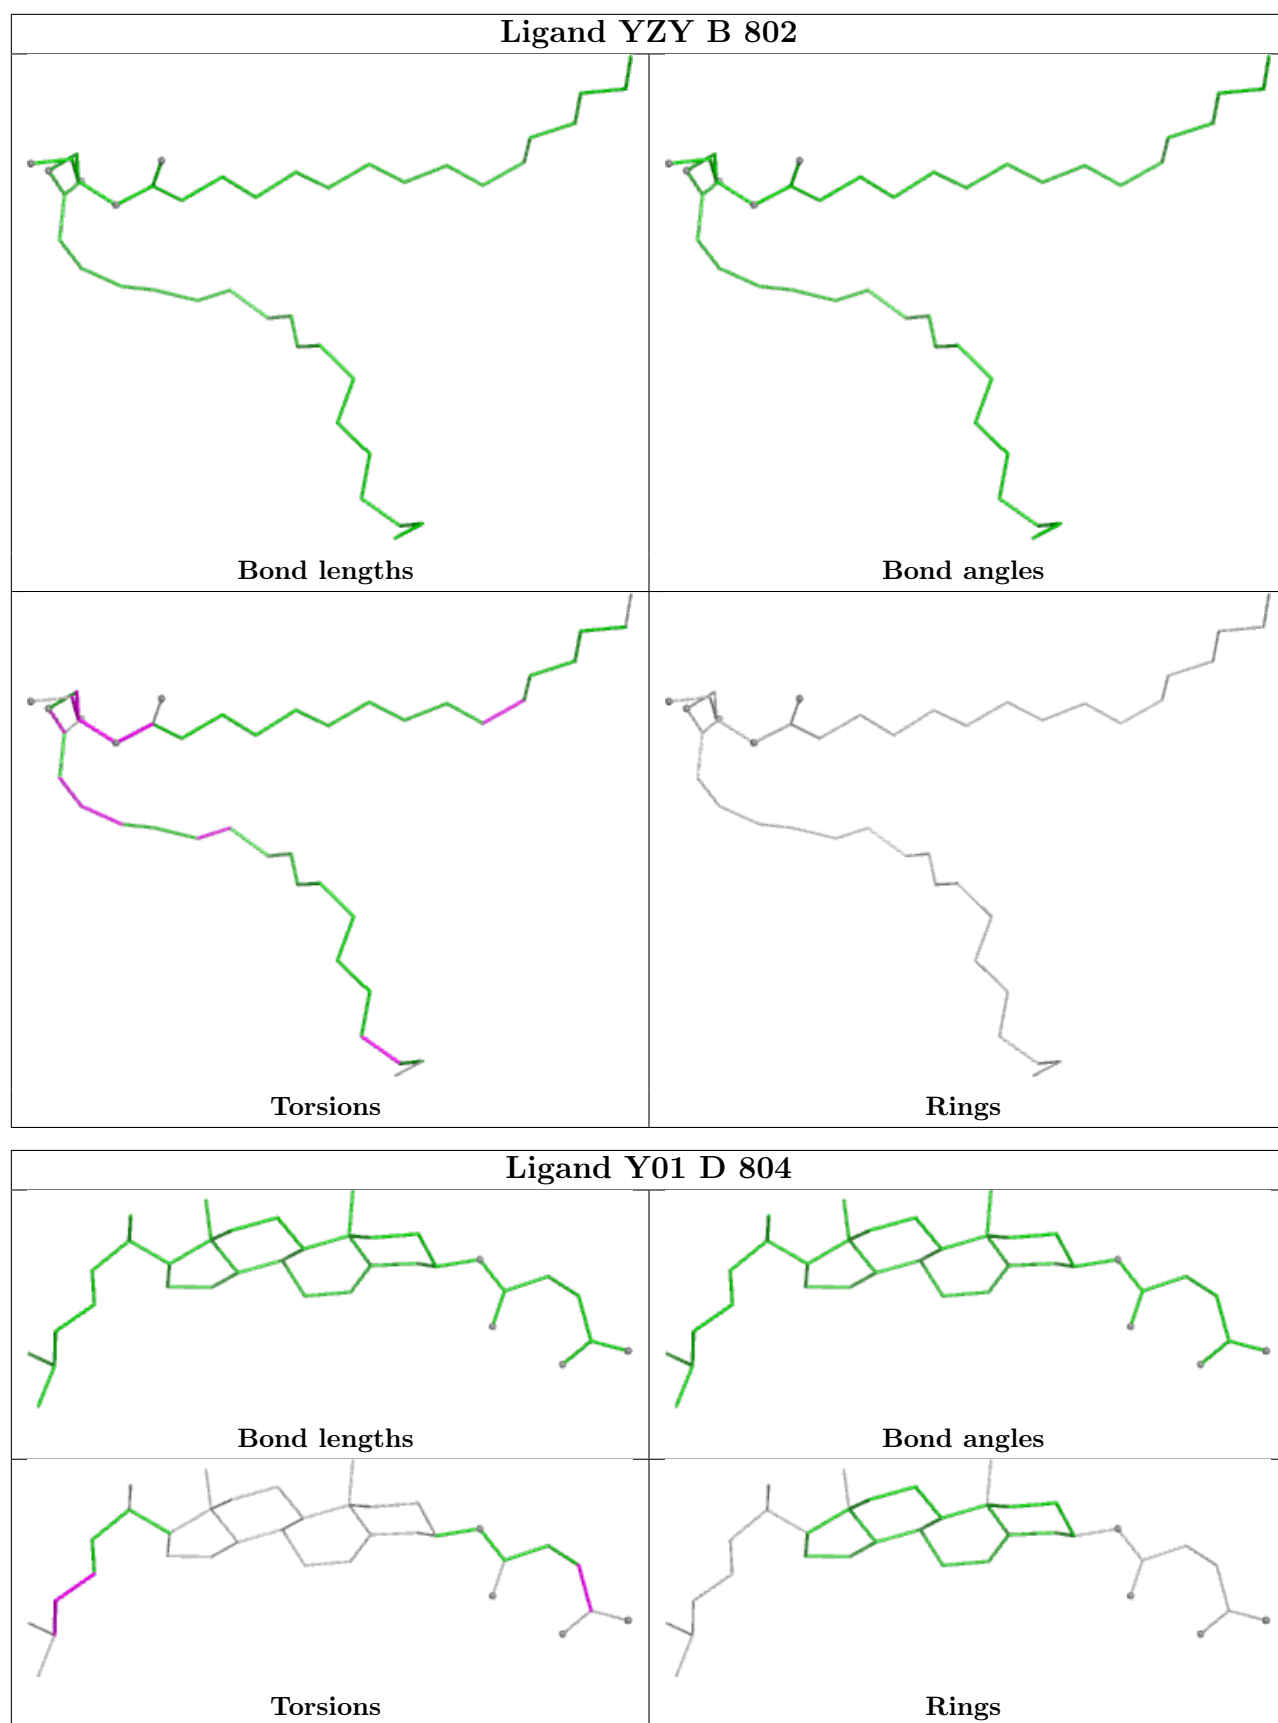 Ligand YZY B 802
Bond lengths
Bond angles
Torsions
Rings
Ligand Y01 D 804
Bond lengths
Bond angles
Torsions
Rings